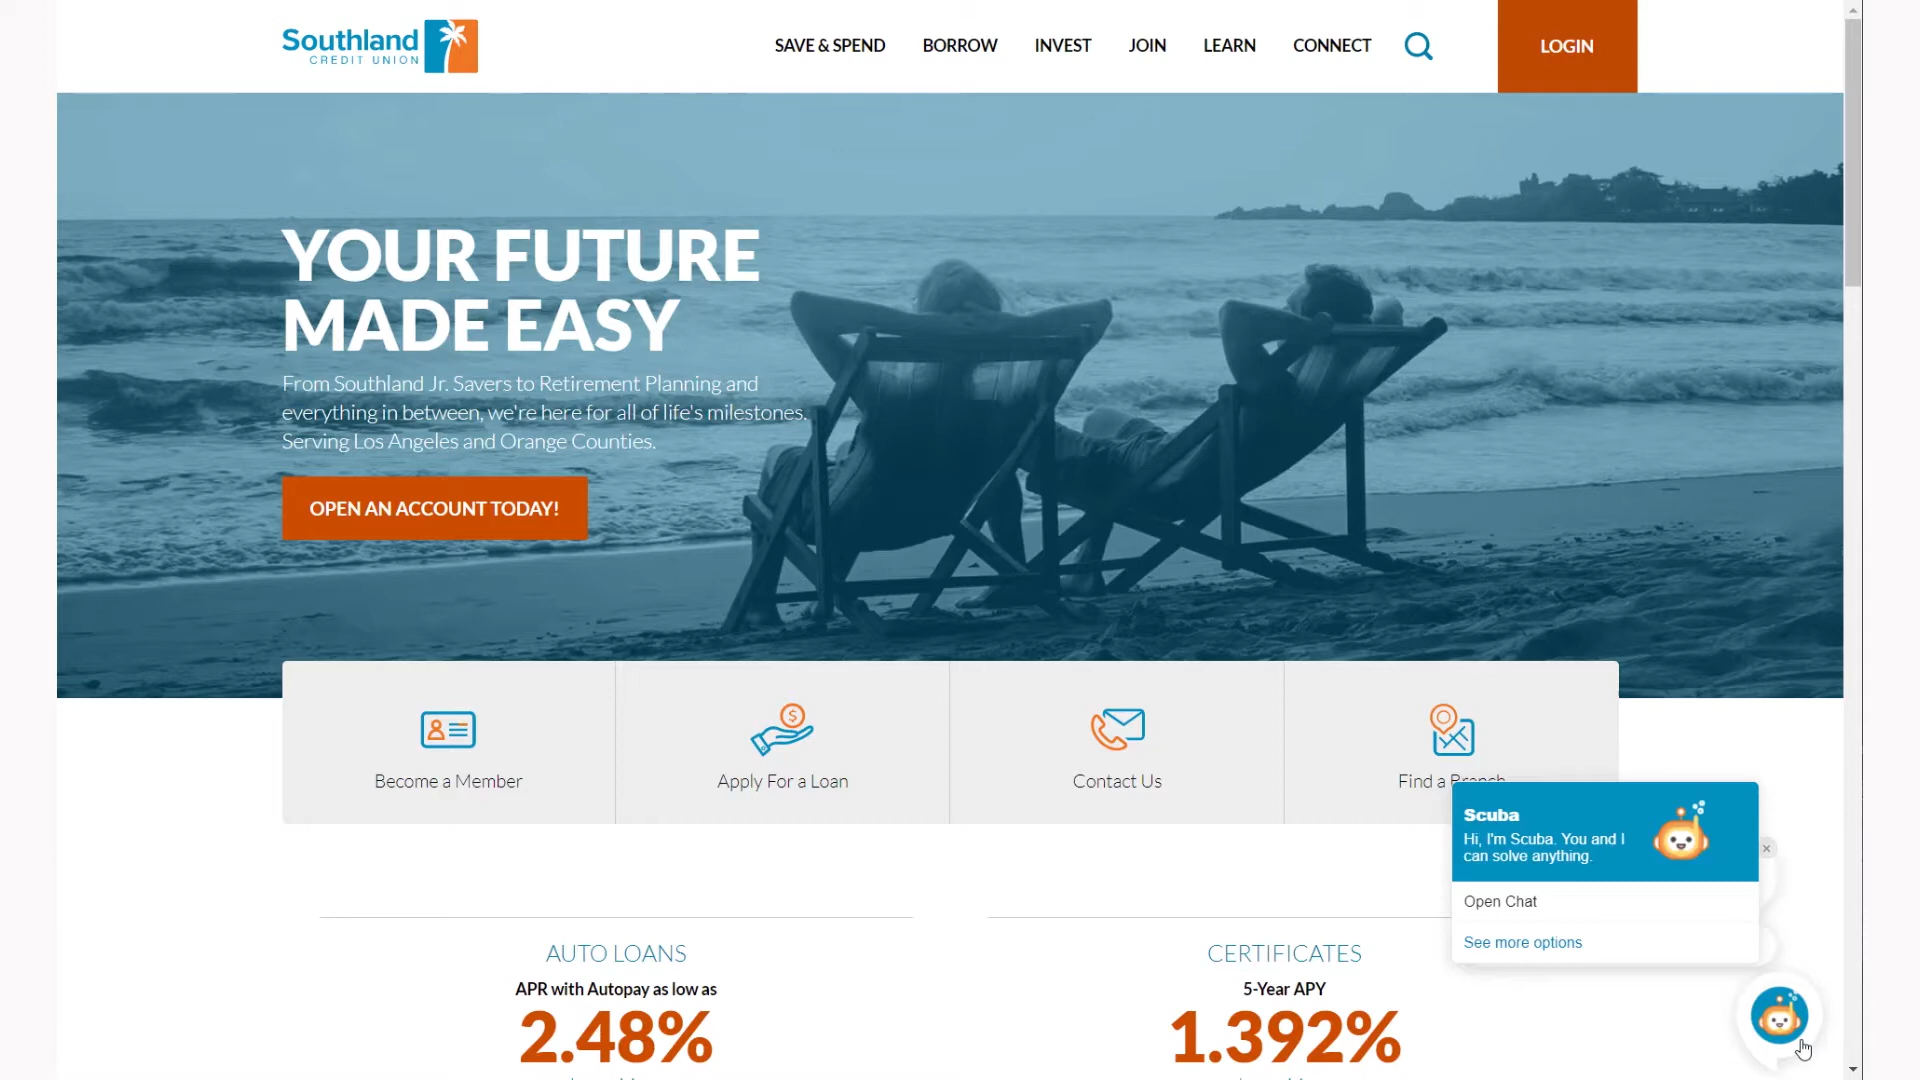 Southland
CREDIT UNION
SAVE & SPEND
BORROW
INVEST
JOIN
LEARN
CONNECT
LOGIN
YOUR FUTURE
MADE EASY
From Southland Jr. Savers to Retirement Planning and
everything in between, we're here for all of life's milestones.
Serving Los Angeles and Orange Counties.
OPEN AN ACCOUNT TODAY!
$
Become a Member
Apply For a Loan
Contact Us
Find a Branch
Scuba
Hi, I'm Scuba. You and I
can solve anything.
Open Chat
See more options
AUTO LOANS
APR with Autopay as low as
2.48%
CERTIFICATES
5-Year APY
1.392%